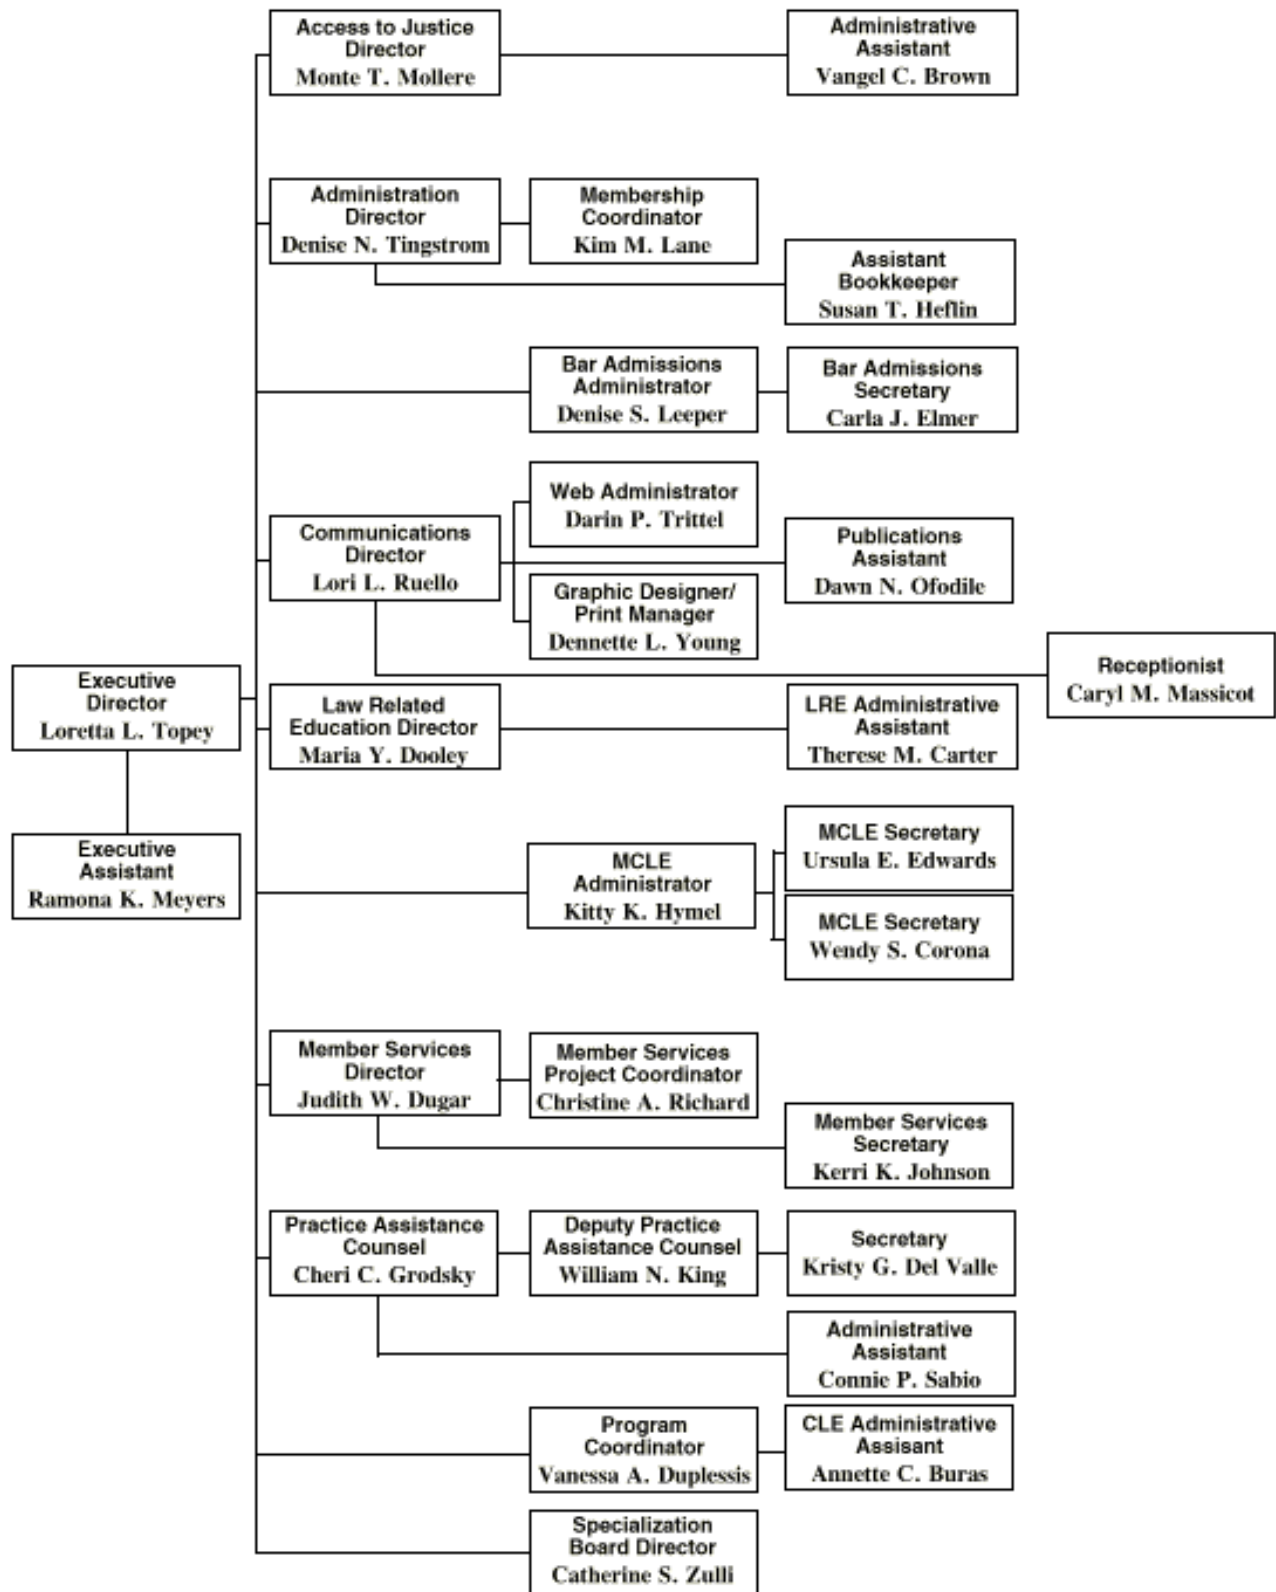 Access to Justice
Director
Monte T. Mollere
Administrative
Assistant
Vangel C. Brown
Administration
Director
Denise N. Tingstrom
Membership
Coordinator
Kim M. Lane
Assistant
Bookkeeper
Susan T. Heflin
Bar Admissions
Administrator
Denise S. Leeper
Bar Admissions
Secretary
Carla J. Elmer
Communications
Director
Lori L. Ruello
Web Administrator
Darin P. Trittel
Graphic Designer/
Print Manager
Dennette L. Young
Publications
Assistant
Dawn N. Ofodile
Receptionist
Caryl M. Massicot
Executive
Director
Loretta L. Topey
Executive
Assistant
Ramona K. Meyers
Law Related
Education Director
Maria Y. Dooley
LRE Administrative
Assistant
Therese M. Carter
MCLE
Administrator
Kitty K. Hymel
MCLE Secretary
Ursula E. Edwards
MCLE Secretary
Wendy S. Corona
Member Services
Director
Judith W. Dugar
Member Services
Project Coordinator
Christine A. Richard
Member Services
Secretary
Kerri K. Johnson
Practice Assistance
Counsel
Cheri C. Grodsky
Deputy Practice
Assistance Counsel
William N. King
Secretary
Kristy G. Del Valle
Administrative
Assistant
Connie P. Sabio
Program
Coordinator
Vanessa A. Duplessis
CLE Administrative
Assisant
Annette C. Buras
Specialization
Board Director
Catherine S. Zulli